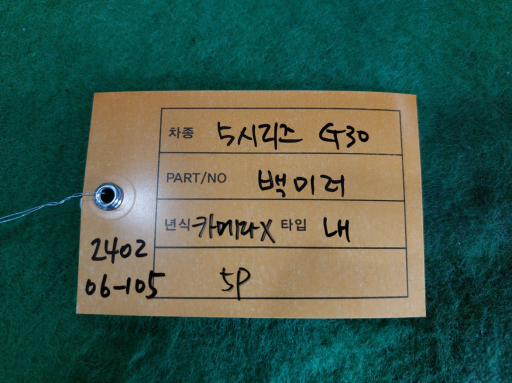 차종 5시리즈 G30
PART/NO 백미러
년식 카메라X 타입 내
5P
2402
06-105